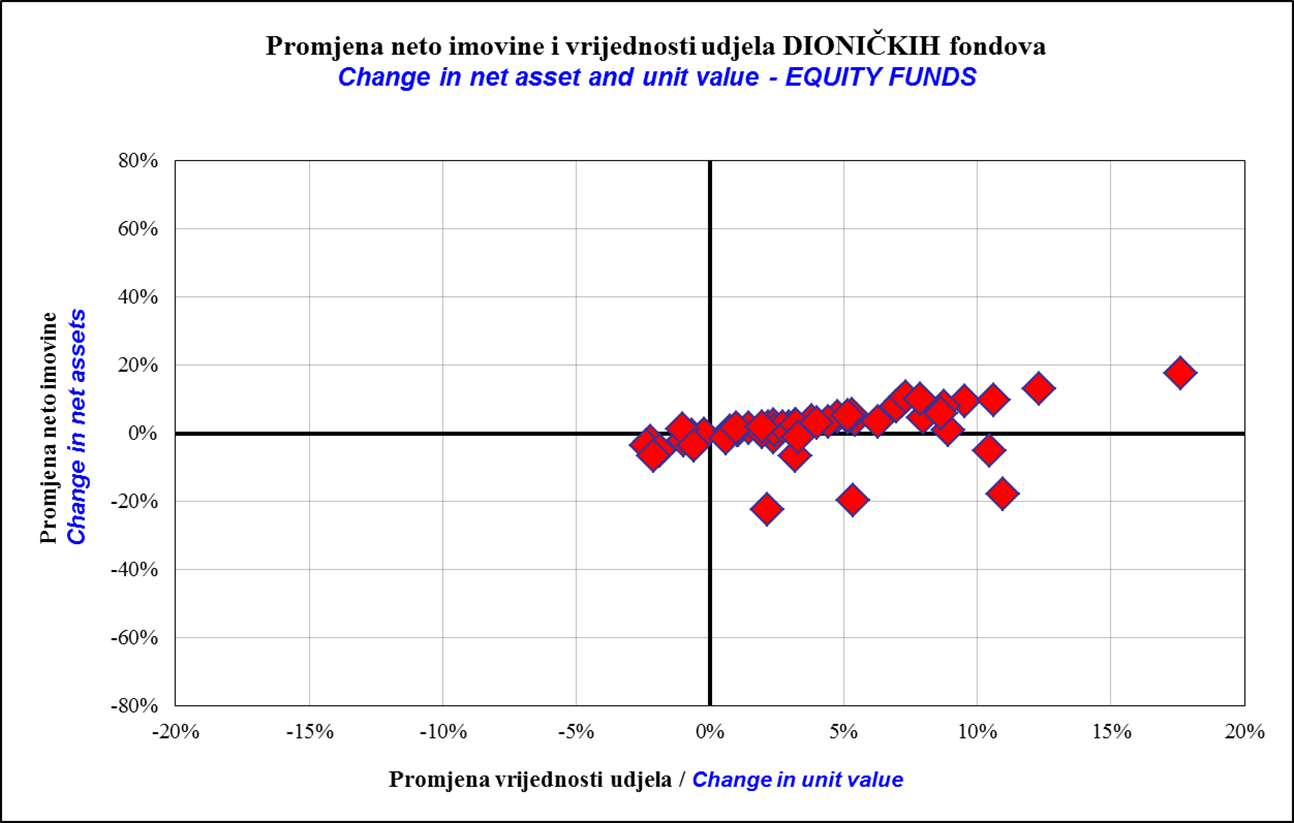 Promjena neto imovine i vrijednosti udjela DIONIČKIH fondova
Change in net asset and unit value - EQUITY FUNDS
80%
60%
40%
20%
0%
-20%
-40%
-60%
-80%
Promjena neto imovine
Change in net assets
-20% -15% -10% -5% 0% 5% 10% 15% 20%
Promjena vrijednosti udjela / Change in unit value